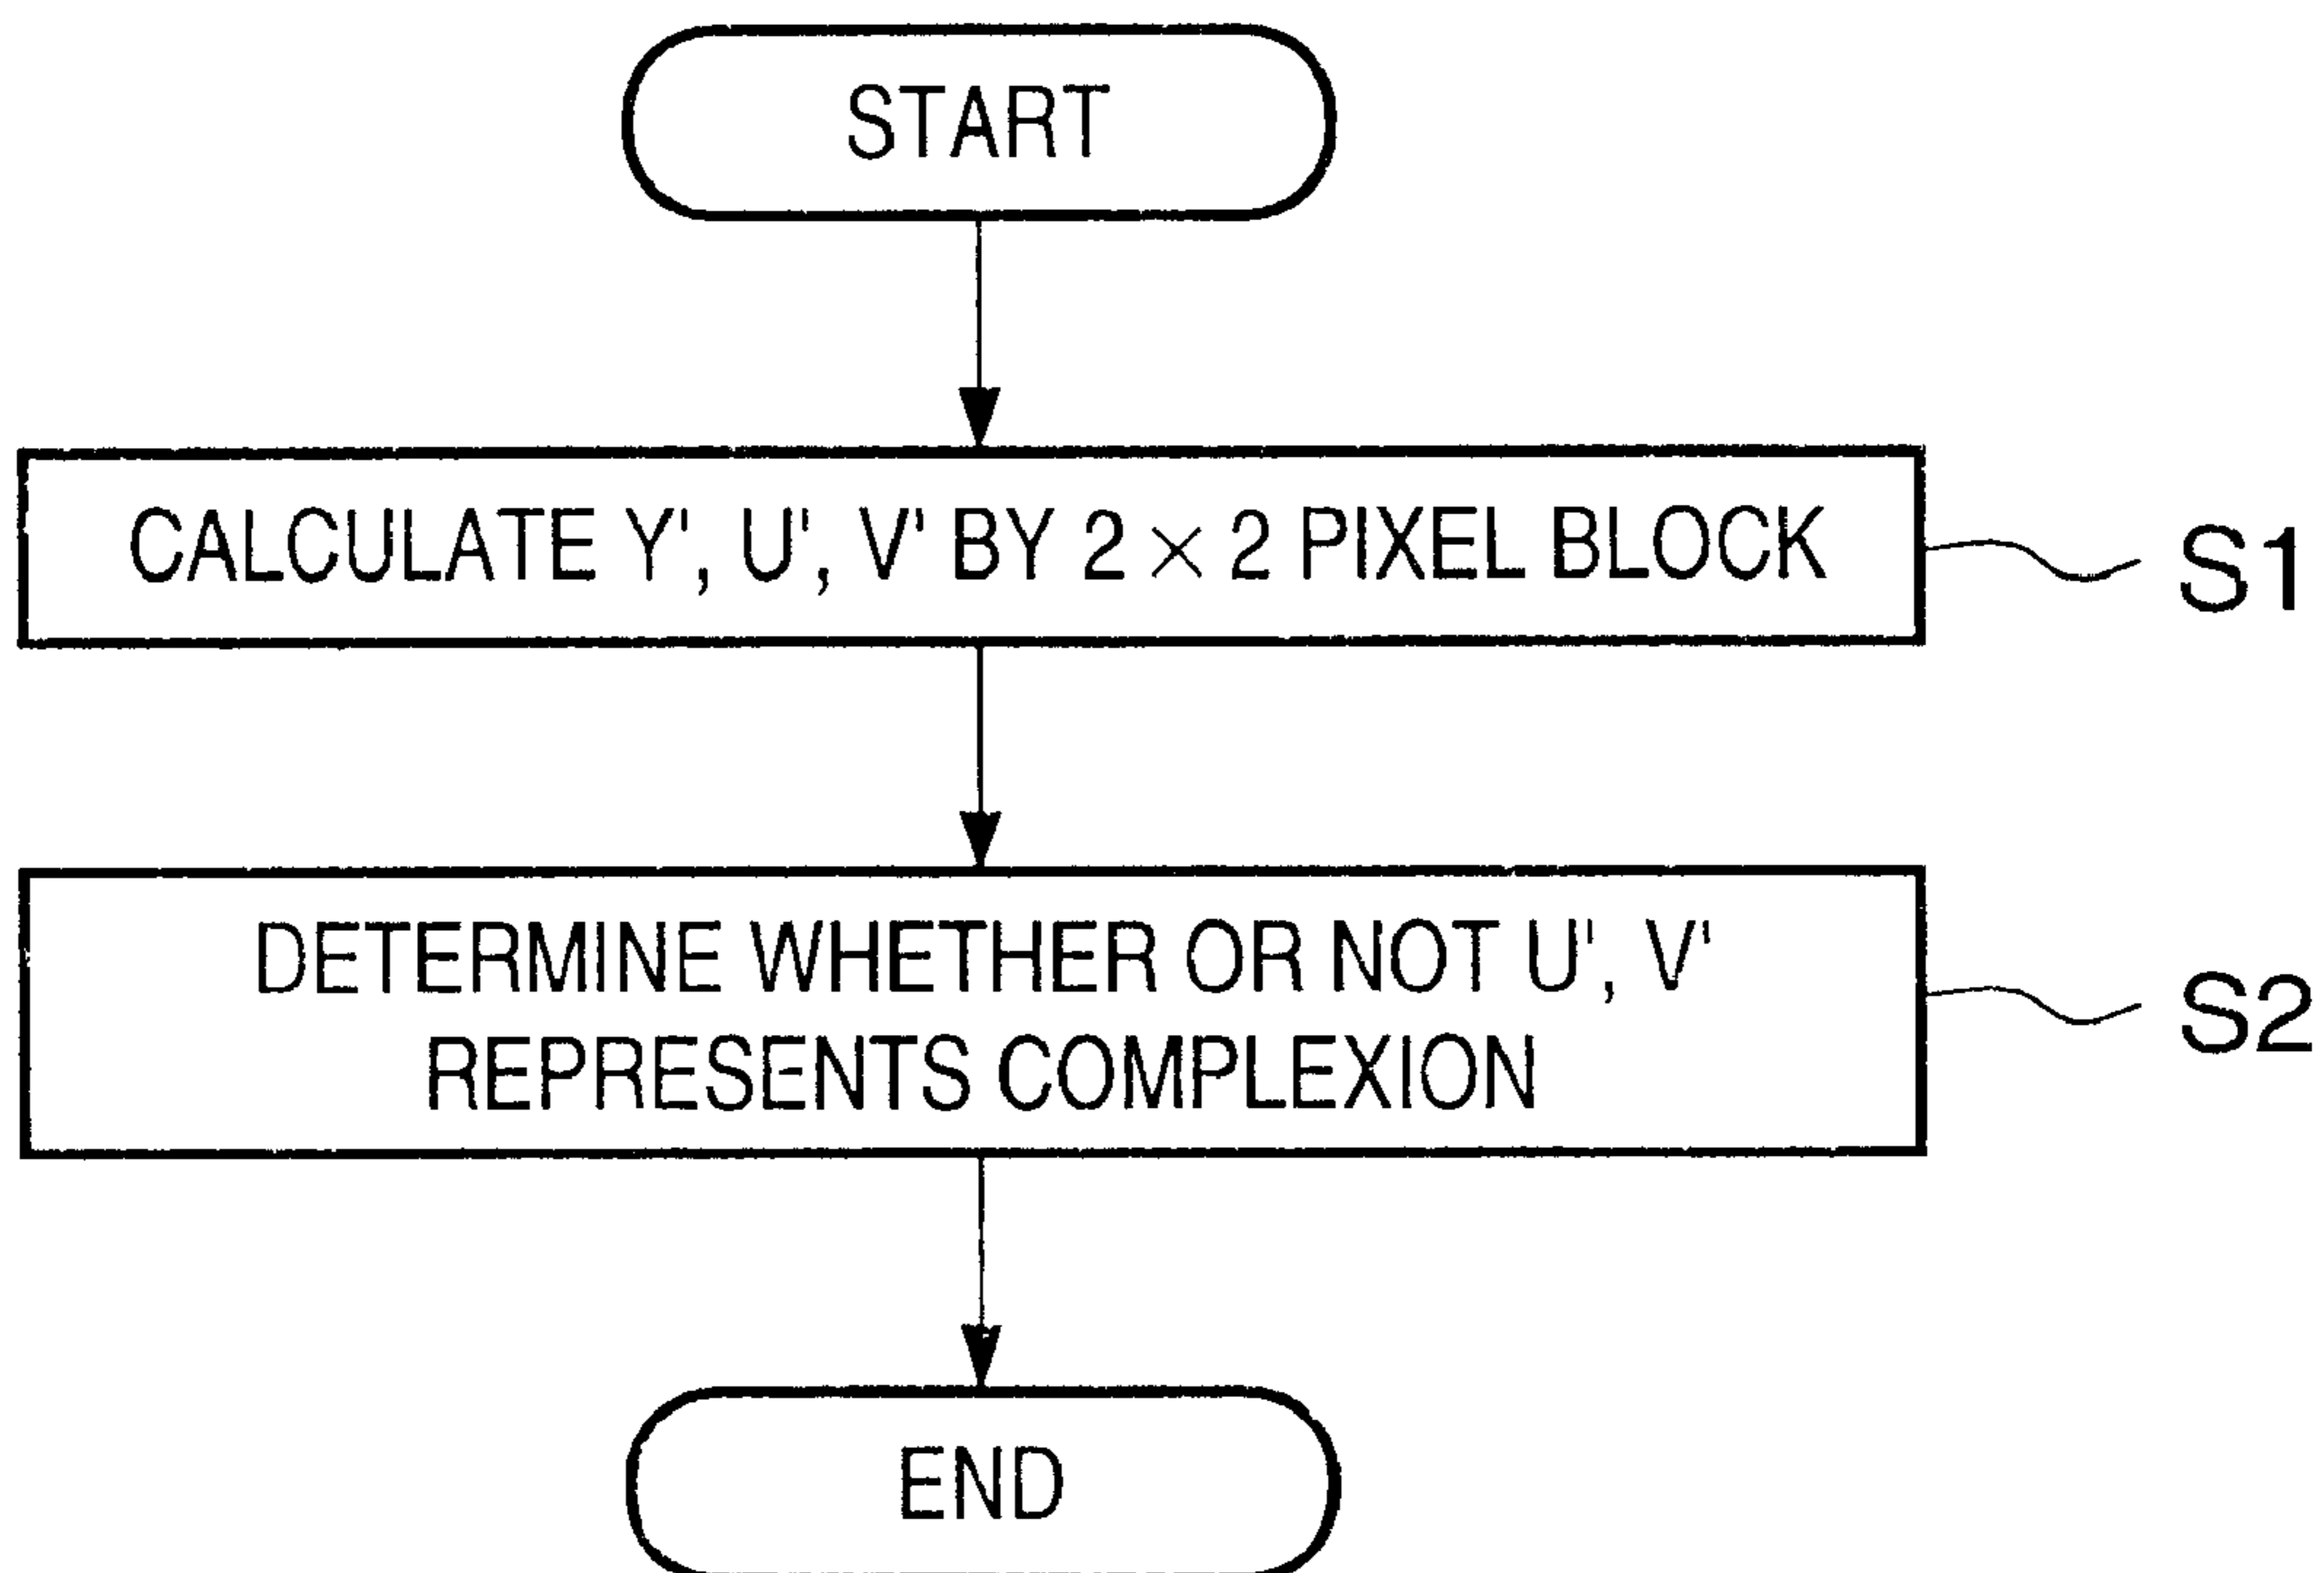 START
CALCULATE Y', U', V' BY 2 × 2 PIXEL BLOCK
S1
DETERMINE WHETHER OR NOT U', V'
REPRESENTS COMPLEXION
S2
END